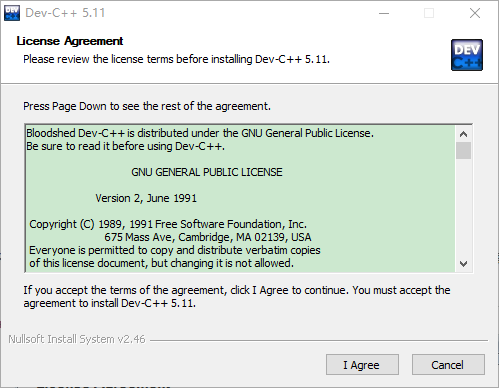 Dev-C++ 5.11
License Agreement
Please review the license terms before installing Dev-C++ 5.11.
DEV
C++
Press Page Down to see the rest of the agreement.
Bloodshed Dev-C++ is distributed under the GNU General Public License.
Be sure to read it before using Dev-C++.
GNU GENERAL PUBLIC LICENSE
Version 2, June 1991
Copyright (C) 1989, 1991 Free Software Foundation, Inc.
675 Mass Ave, Cambridge, MA 02139, USA
Everyone is permitted to copy and distribute verbatim copies
of this license document, but changing it is not allowed.
If you accept the terms of the agreement, click I Agree to continue. You must accept the
agreement to install Dev-C++ 5.11.
Nullsoft Install System v2.46
I Agree
Cancel